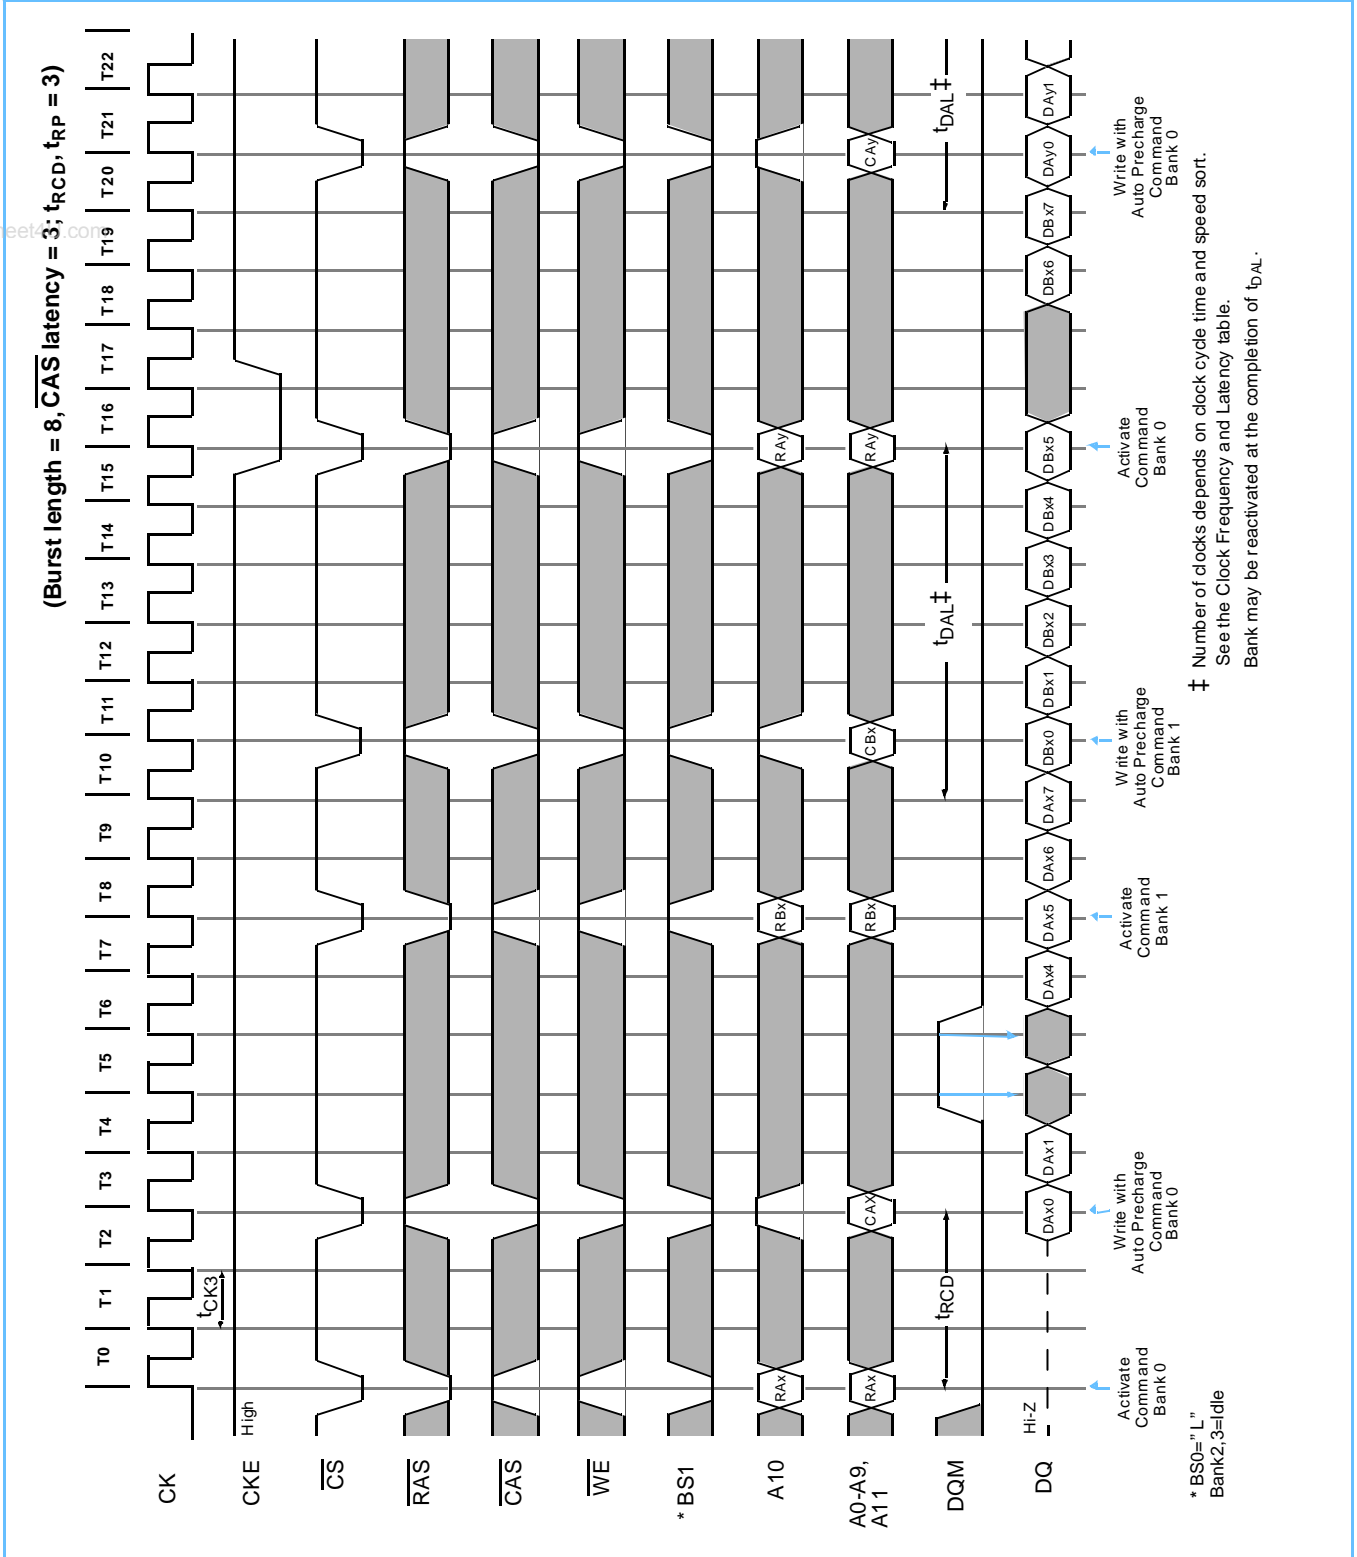 (Burst length = 8, CAS latency = 3; tRCD, tRP = 3)
T0 T1 T2 T3 T4 T5 T6 T7 T8 T9 T10 T11 T12 T13 T14 T15 T16 T17 T18 T19 T20 T21 T22
CK
tCK3
CKE
High
CS
RAS
CAS
WE
* BS1
A10
RAx RBx RAy
A0-A9,
A11
RAx CAX RBx CBx RAy CAy
DQM
tRCD tDAL‡ tDAL‡
DQ
Hi-Z
DAx0 DAx1 DAx4 DAx5 DAx6 DAx7 DBx0 DBx1 DBx2 DBx3 DBx4 DBx5 DBx6 DBx7 DAy0 DAy1
Activate
Command
Bank 0
Write with
Auto Precharge
Command
Bank 0
Activate
Command
Bank 1
Write with
Auto Precharge
Command
Bank 1
Activate
Command
Bank 0
Write with
Auto Precharge
Command
Bank 0
* BS0=" L"
Bank2,3=Idle
‡ Number of clocks depends on clock cycle time and speed sort.
See the Clock Frequency and Latency table.
Bank may be reactivated at the completion of tDAL.